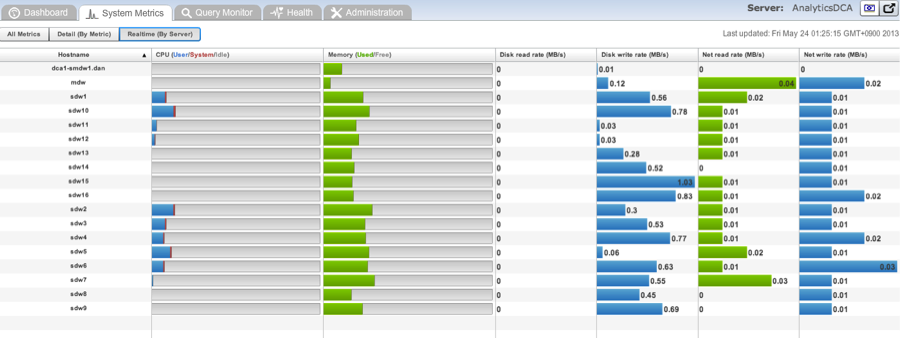 Dashboard System Metrics Query Monitor Health Administration Server: AnalyticsDCA
All Metrics Detail (By Metric) Realtime (By Server) Last updated: Fri May 24 01:25:15 GMT+0900 2013
Hostname CPU (User/System/Idle) Memory (Used/Free) Disk read rate (MB/s) Disk write rate (MB/s) Net read rate (MB/s) Net write rate (MB/s)
dca1-smdw1.dan 0 0.01 0 0
mdw 0 0.12 0.04 0.02
sdw1 0 0.56 0.02 0.01
sdw10 0 0.78 0.01 0.01
sdw11 0 0.03 0.01 0.01
sdw12 0 0.03 0.01 0.01
sdw13 0 0.28 0.01 0.01
sdw14 0 0.52 0 0.01
sdw15 0 1.03 0.01 0.01
sdw16 0 0.83 0.01 0.02
sdw2 0 0.3 0.01 0.01
sdw3 0 0.53 0.01 0.01
sdw4 0 0.77 0.01 0.02
sdw5 0 0.06 0.02 0.01
sdw6 0 0.63 0.01 0.03
sdw7 0 0.55 0.03 0.01
sdw8 0 0.45 0 0.01
sdw9 0 0.69 0 0.01